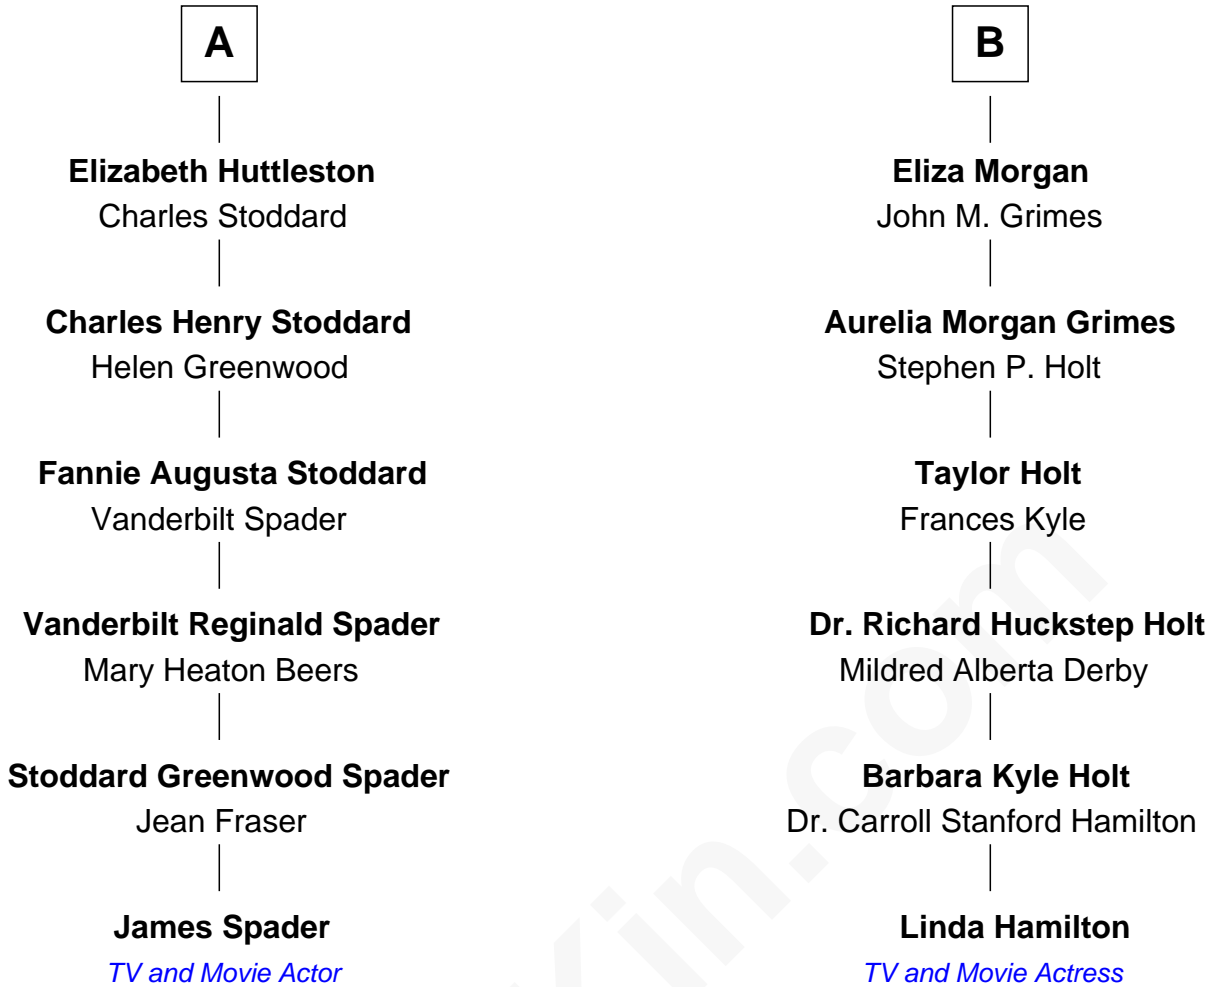 A
Elizabeth Huttleston
Charles Stoddard
Charles Henry Stoddard
Helen Greenwood
Fannie Augusta Stoddard
Vanderbilt Spader
Vanderbilt Reginald Spader
Mary Heaton Beers
Stoddard Greenwood Spader
Jean Fraser
James Spader
TV and Movie Actor
B
Eliza Morgan
John M. Grimes
Aurelia Morgan Grimes
Stephen P. Holt
Taylor Holt
Frances Kyle
Dr. Richard Huckstep Holt
Mildred Alberta Derby
Barbara Kyle Holt
Dr. Carroll Stanford Hamilton
Linda Hamilton
TV and Movie Actress
Kin.com